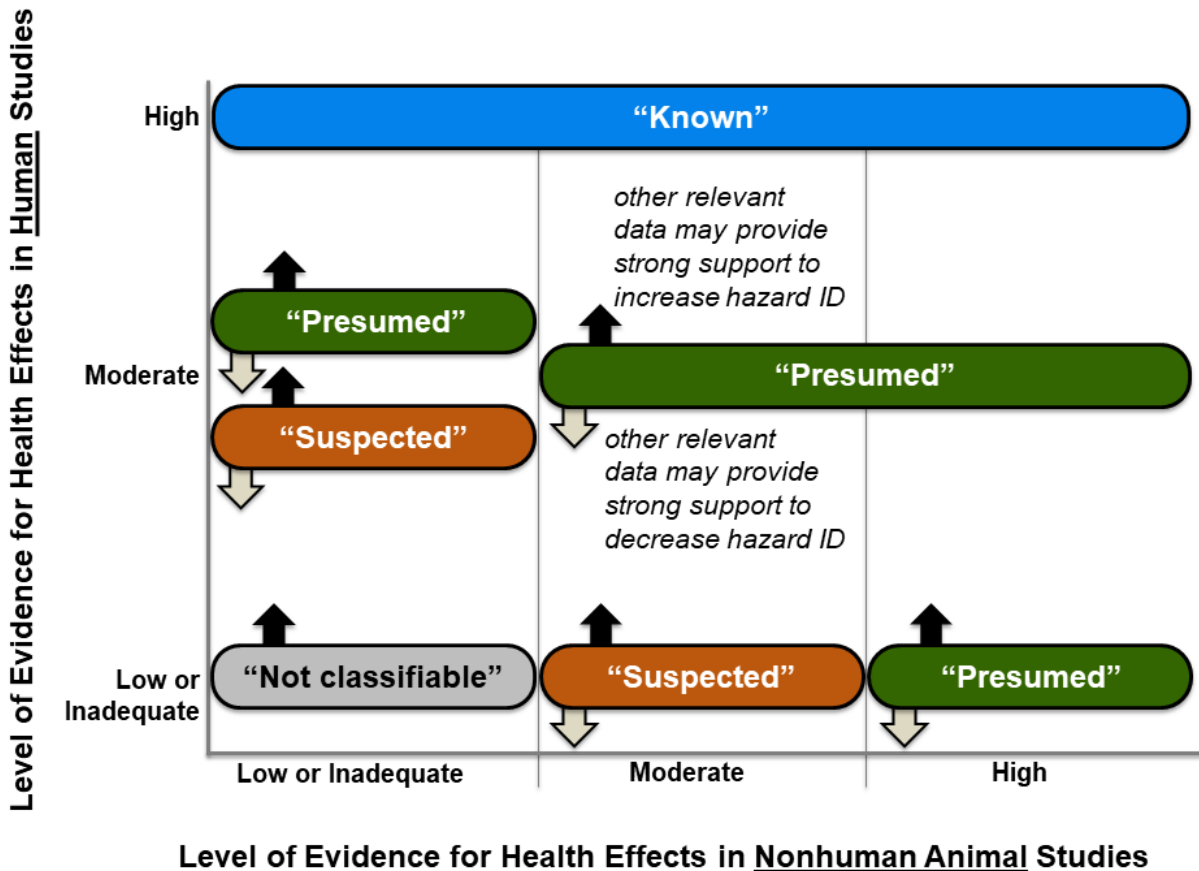 Level of Evidence for Health Effects in Human Studies
High
“Known”
other relevant
data may provide
strong support to
increase hazard ID
“Presumed”
Moderate
“Presumed”
“Suspected”
other relevant
data may provide
strong support to
decrease hazard ID
Low or
Inadequate
“Not classifiable”
“Suspected”
“Presumed”
Low or Inadequate
Moderate
High
Level of Evidence for Health Effects in Nonhuman Animal Studies